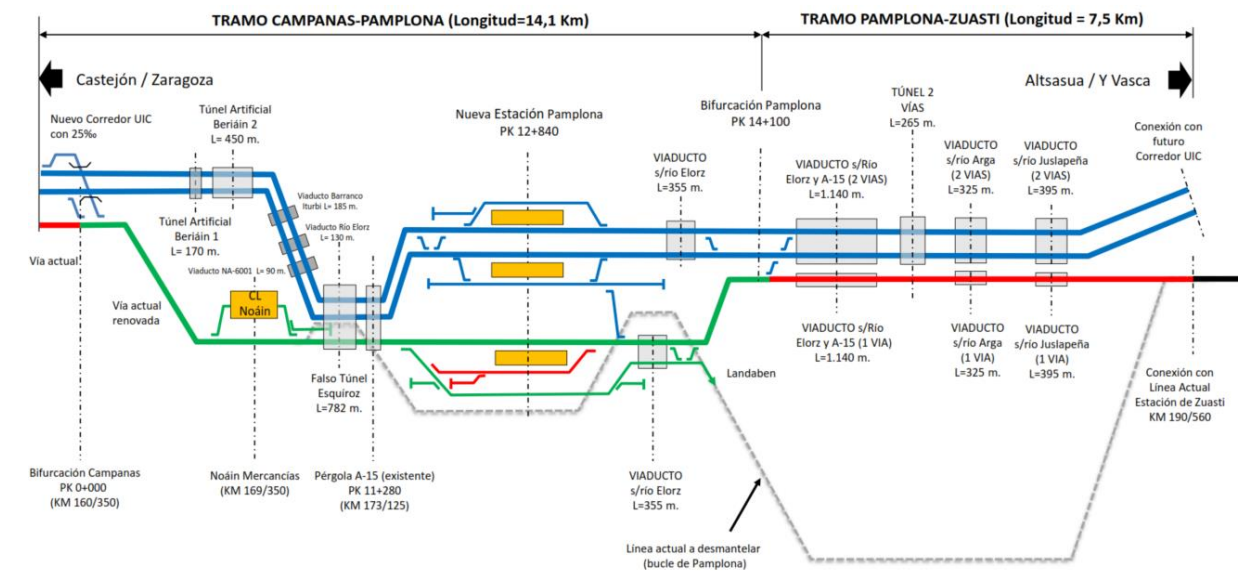 TRAMO CAMPANAS-PAMPLONA (Longitud=14,1 Km)
TRAMO PAMPLONA-ZUASTI (Longitud = 7,5 Km)
Castejón / Zaragoza
Altsasua / Y Vasca
Nuevo Corredor UIC
con 25‰
Túnel Artificial
Beriáin 2
L= 450 m.
Nueva Estación Pamplona
PK 12+840
Bifurcación Pamplona
PK 14+100
TÚNEL 2
VÍAS
L=265 m.
Conexión con
futuro
Corredor UIC
VIADUCTO
s/río Elorz
L=355 m.
VIADUCTO s/Río
Elorz y A-15 (2 VIAS)
L=1.140 m.
VIADUCTO
s/río Arga
(2 VIAS)
L=325 m.
VIADUCTO
s/río Juslapeña
(2 VIAS)
L=395 m.
Túnel Artificial
Beriáin 1
L= 170 m.
Viaducto Barranco
Iturbi L= 185 m.
Viaducto Río Elorz
L= 130 m.
Viaducto NA-6001 L= 90 m.
Vía actual
Vía actual
renovada
CL
Noáin
Falso Túnel
Esquíroz
L=782 m.
Landaben
VIADUCTO s/Río
Elorz y A-15 (1 VIA)
L=1.140 m.
VIADUCTO
s/río Arga
(1 VIA)
L=325 m.
VIADUCTO
s/río Juslapeña
(1 VIA)
L=395 m.
Conexión con
Línea Actual
Estación de Zuasti
KM 190/560
Bifurcación Campanas
PK 0+000
(KM 160/350)
Noáin Mercancías
(KM 169/350)
Pérgola A-15 (existente)
PK 11+280
(KM 173/125)
VIADUCTO
s/río Elorz
L=355 m.
Línea actual a desmantelar
(bucle de Pamplona)